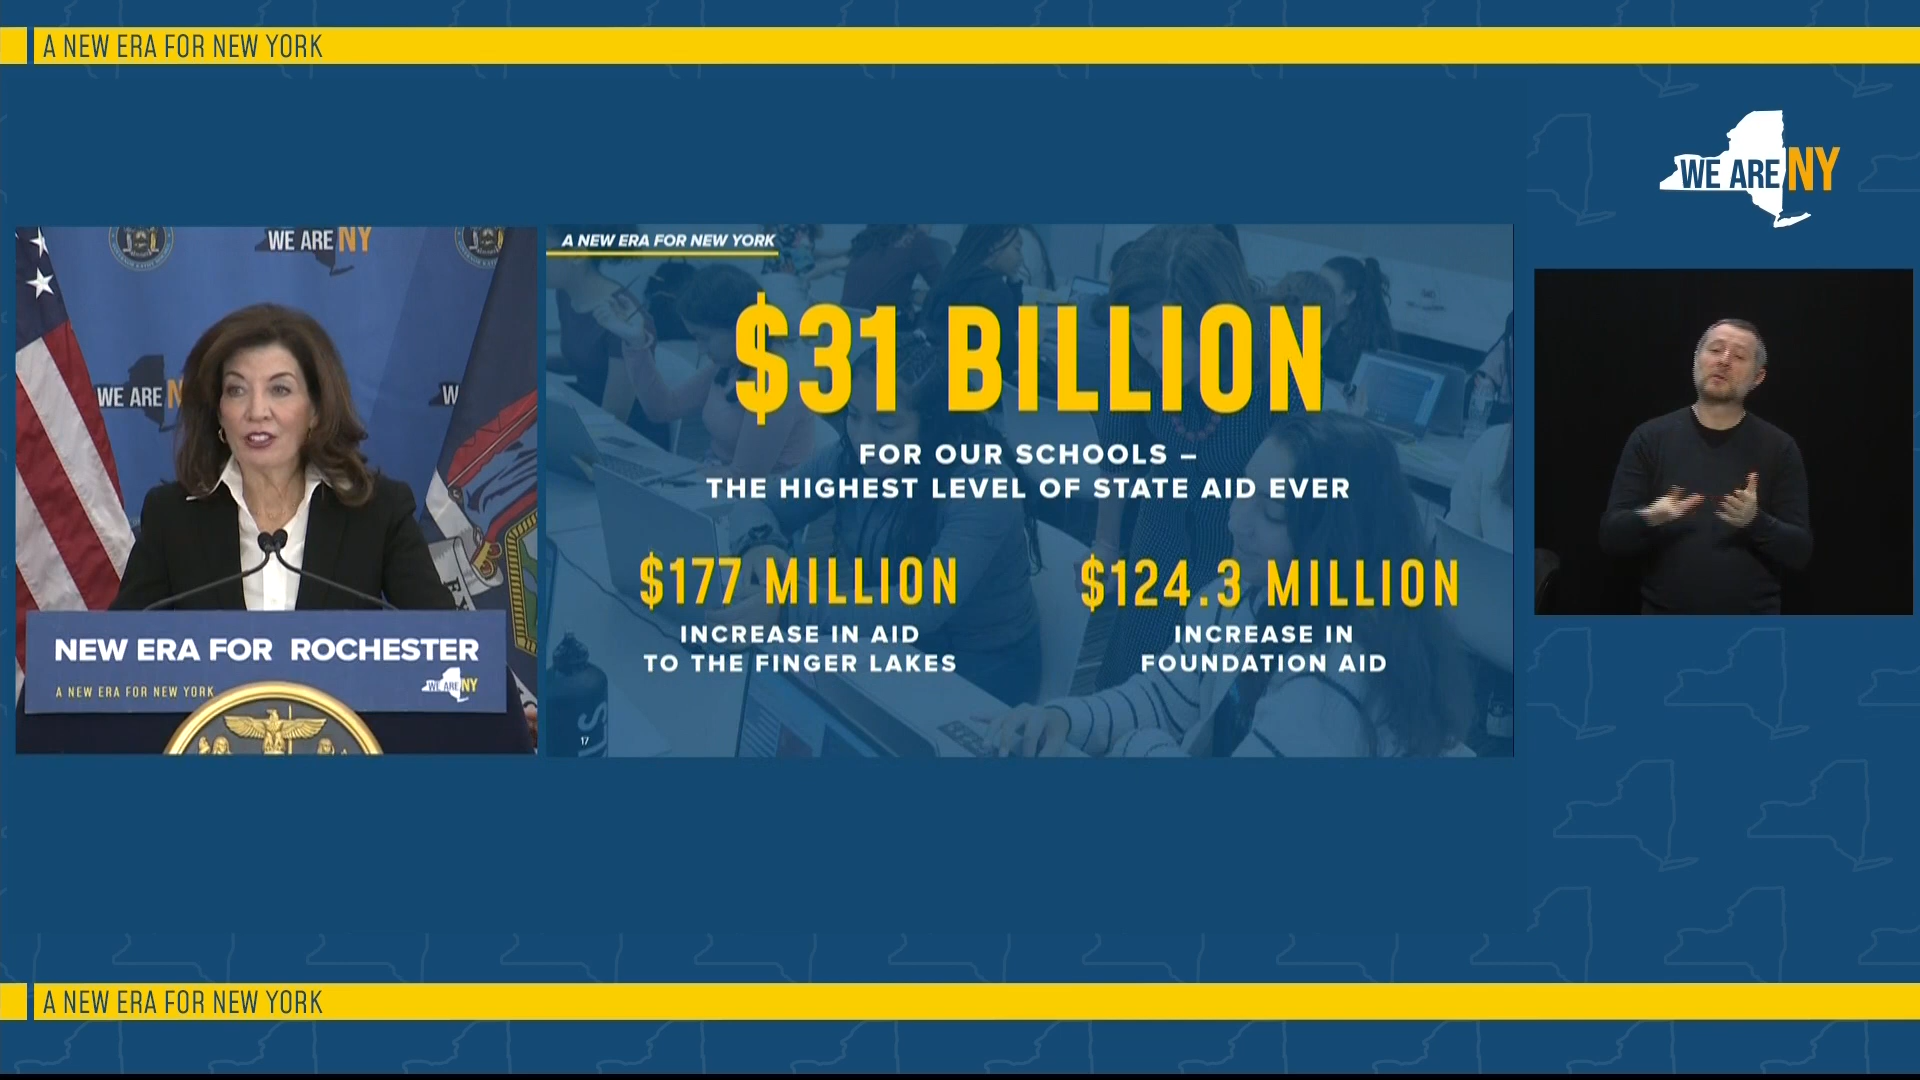 A NEW ERA FOR NEW YORK
WE ARE NY
WE ARE NY
WE ARE N
W
NEW ERA FOR ROCHESTER
A NEW ERA FOR NEW YORK
WE ARE NY
A NEW ERA FOR NEW YORK
$31 BILLION
FOR OUR SCHOOLS –
THE HIGHEST LEVEL OF STATE AID EVER
$177 MILLION
INCREASE IN AID
TO THE FINGER LAKES
$124.3 MILLION
INCREASE IN
FOUNDATION AID
17
A NEW ERA FOR NEW YORK